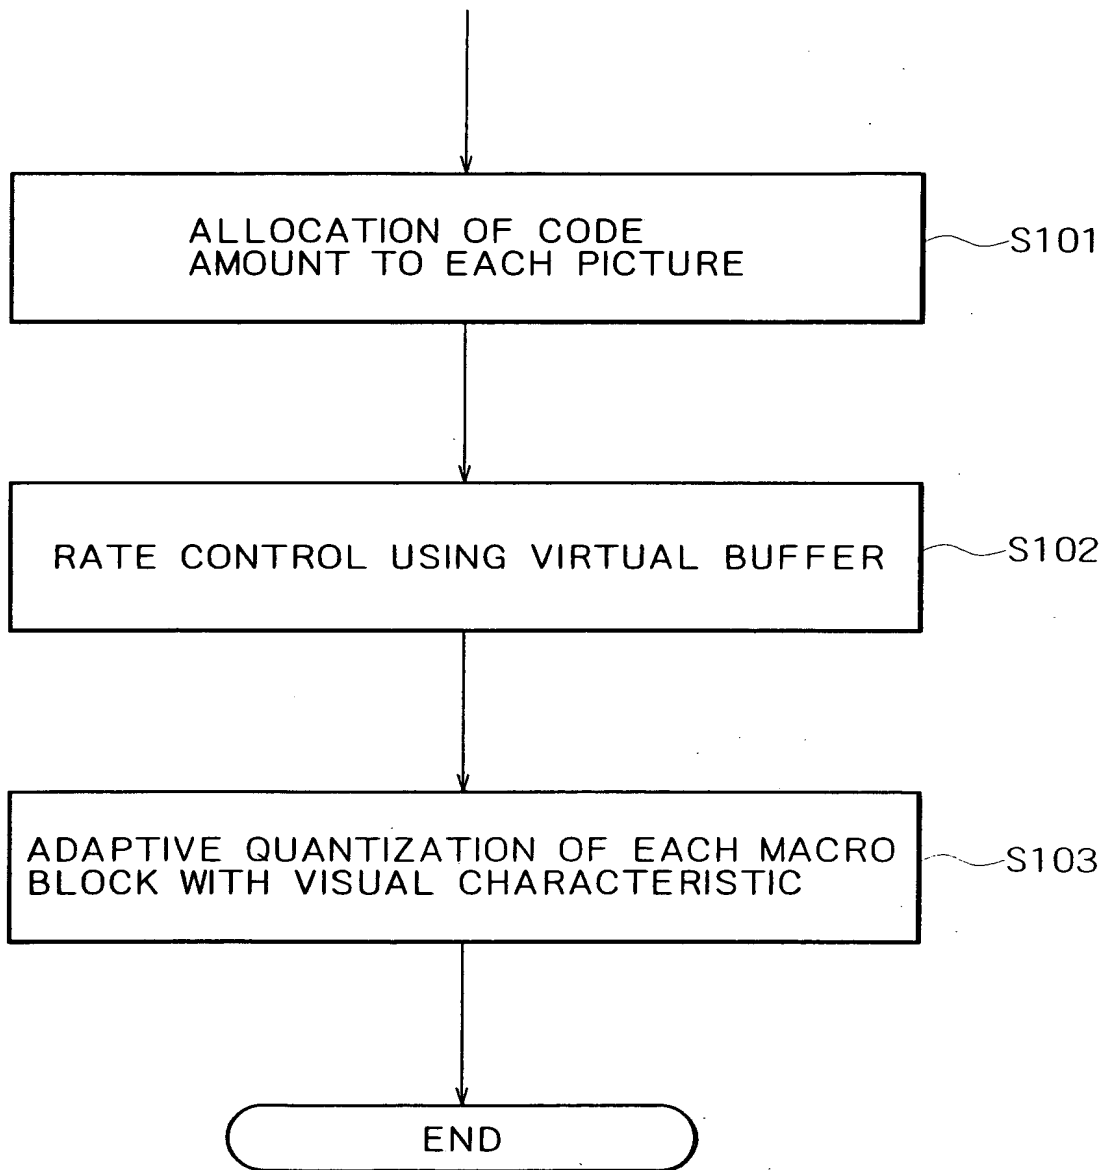 ALLOCATION OF CODE
AMOUNT TO EACH PICTURE
S101
RATE CONTROL USING VIRTUAL BUFFER
S102
ADAPTIVE QUANTIZATION OF EACH MACRO
BLOCK WITH VISUAL CHARACTERISTIC
S103
END